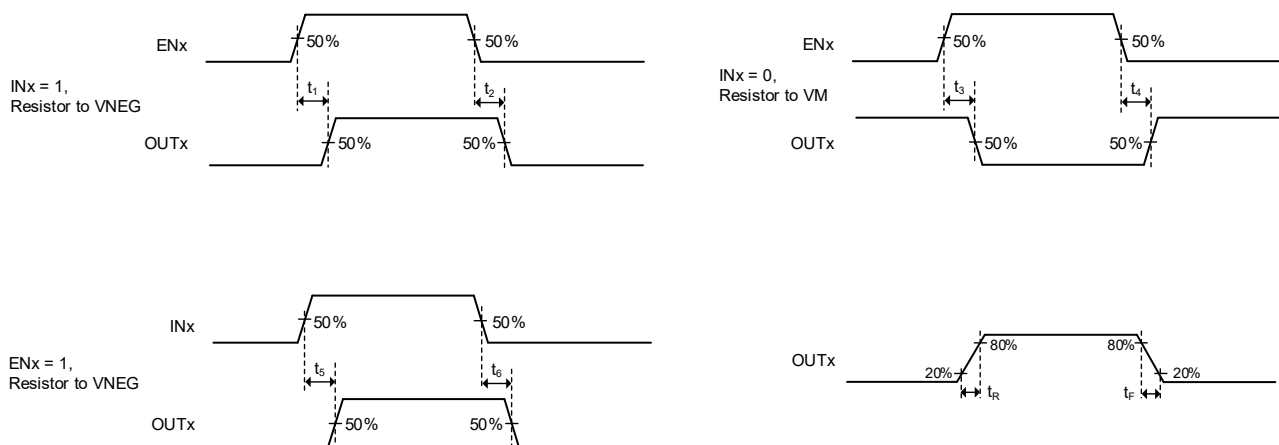 ENx
50%
50%
INx = 1,
Resistor to VNEG
t1
t2
OUTx
50%
50%
ENx
50%
50%
INx = 0,
Resistor to VM
t3
t4
OUTx
50%
50%
INx
50%
50%
ENx = 1,
Resistor to VNEG
t5
t6
OUTx
50%
50%
OUTx
80%
80%
20%
20%
tR
tF